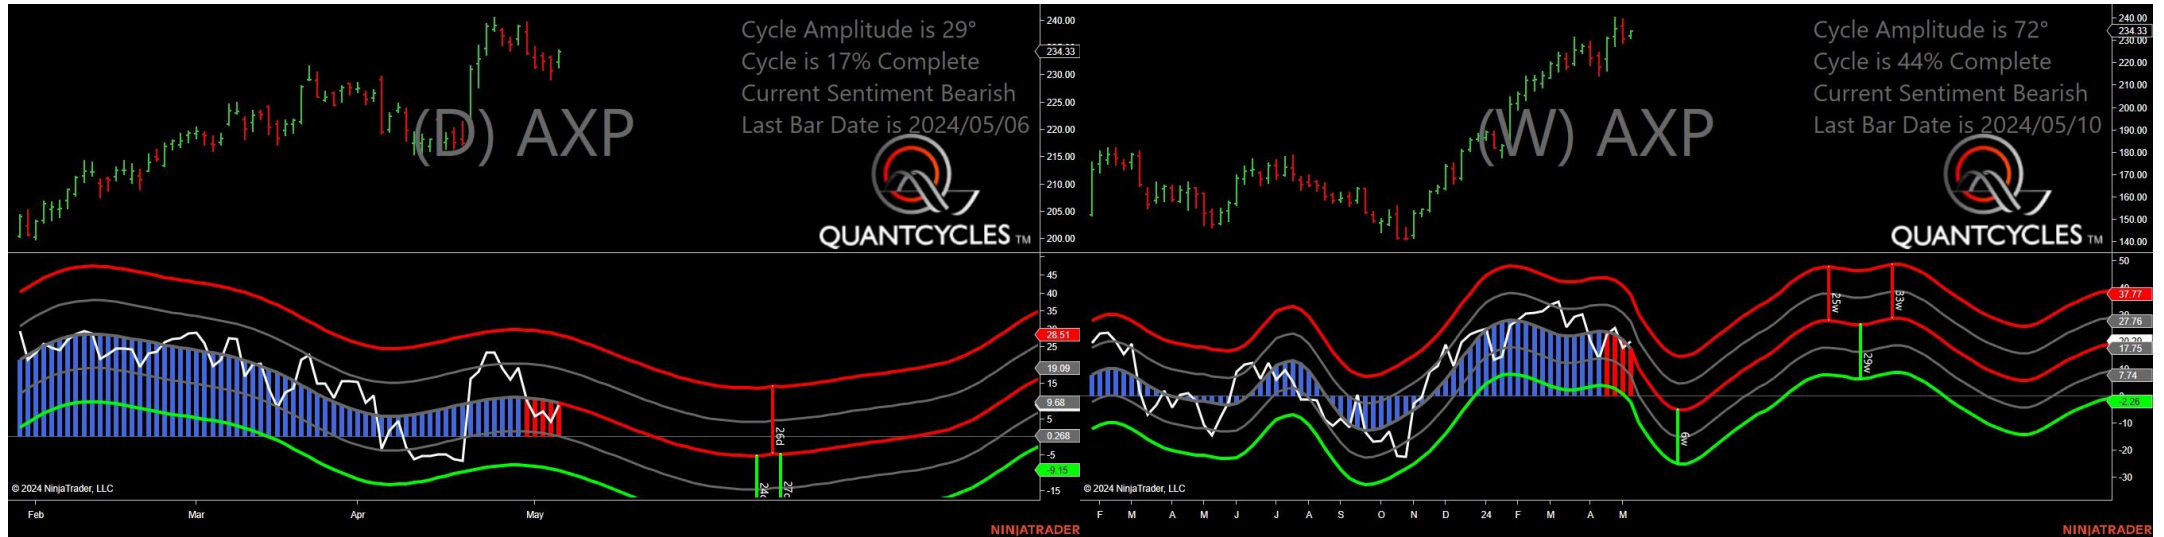 Cycle Amplitude is 29°
Cycle is 17% Complete
Current Sentiment Bearish
Last Bar Date is 2024/05/06
(D) AXP
QUANTCYCLES TM
240.00
234.33
230.00
225.00
220.00
215.00
210.00
205.00
200.00
45
40
35
28.51
25
19.09
15
9.68
5
0.268
-5
-9.15
-15
26d
© 2024 NinjaTrader, LLC
Feb Mar Apr May
NINJATRADER
Cycle Amplitude is 72°
Cycle is 44% Complete
Current Sentiment Bearish
Last Bar Date is 2024/05/10
(W) AXP
QUANTCYCLES TM
240.00
234.33
230.00
220.00
210.00
200.00
190.00
180.00
170.00
160.00
150.00
140.00
50
37.77
27.76
17.75
7.74
-2.26
-10
-20
-30
25w
33w
29w
6w
© 2024 NinjaTrader, LLC
F M A M J J A S O N D 24 F M A M
NINJATRADER